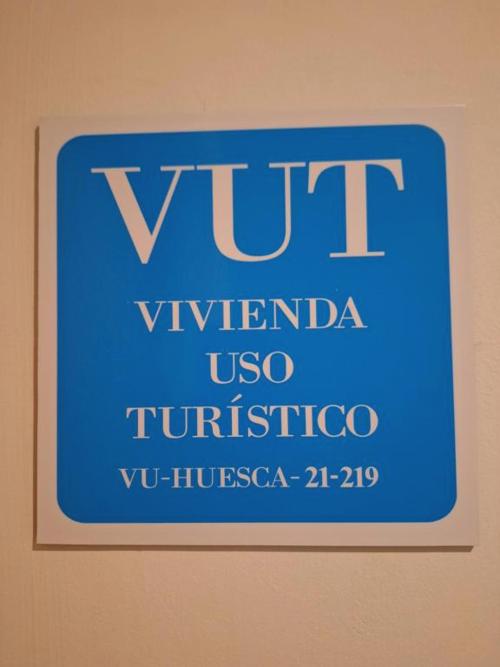 VUT
VIVIENDA
USO
TURÍSTICO
VU-HUESCA- 21-219